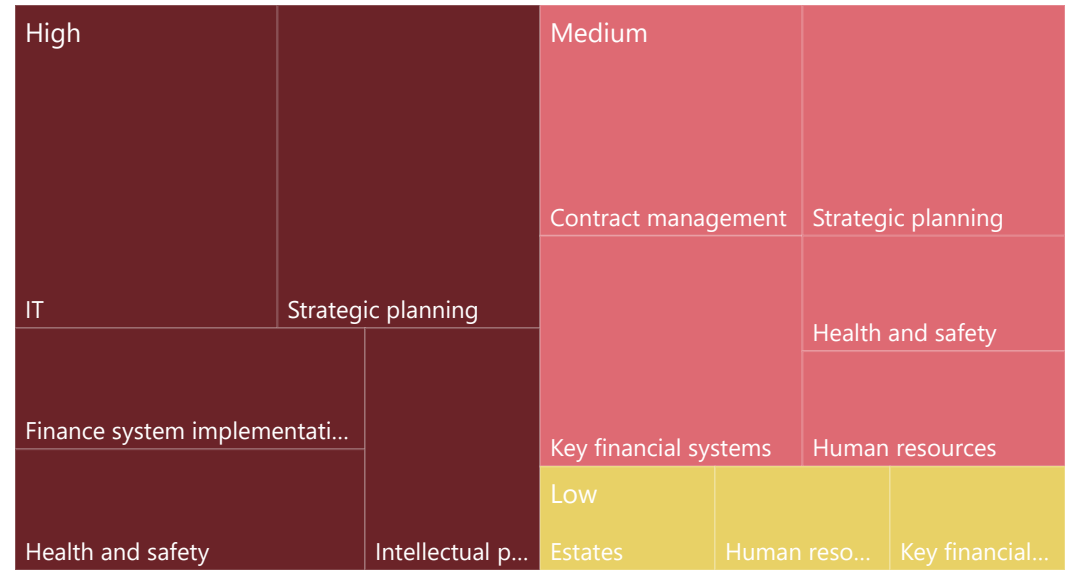 High
IT
Strategic planning
Finance system implementati...
Health and safety
Intellectual p...
Medium
Contract management
Strategic planning
Key financial systems
Health and safety
Human resources
Low
Estates
Human reso...
Key financial...